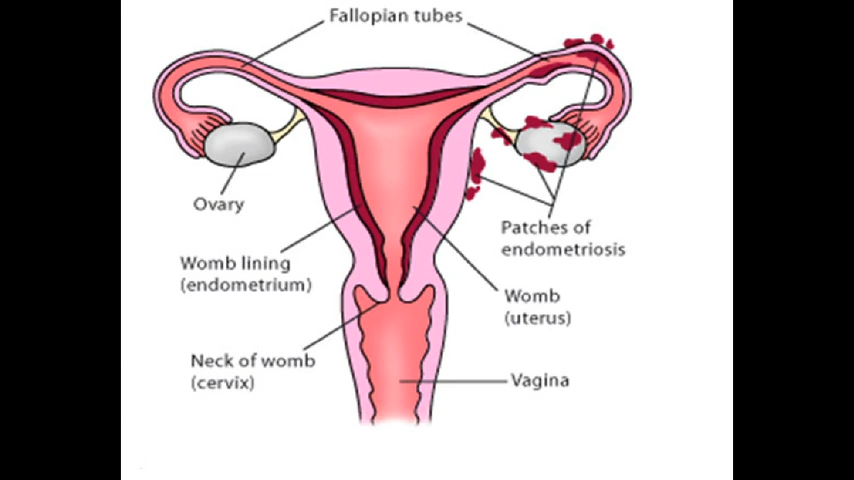 Fallopian tubes
Ovary
Patches of
endometriosis
Womb lining
(endometrium)
Womb
(uterus)
Neck of womb
(cervix)
Vagina